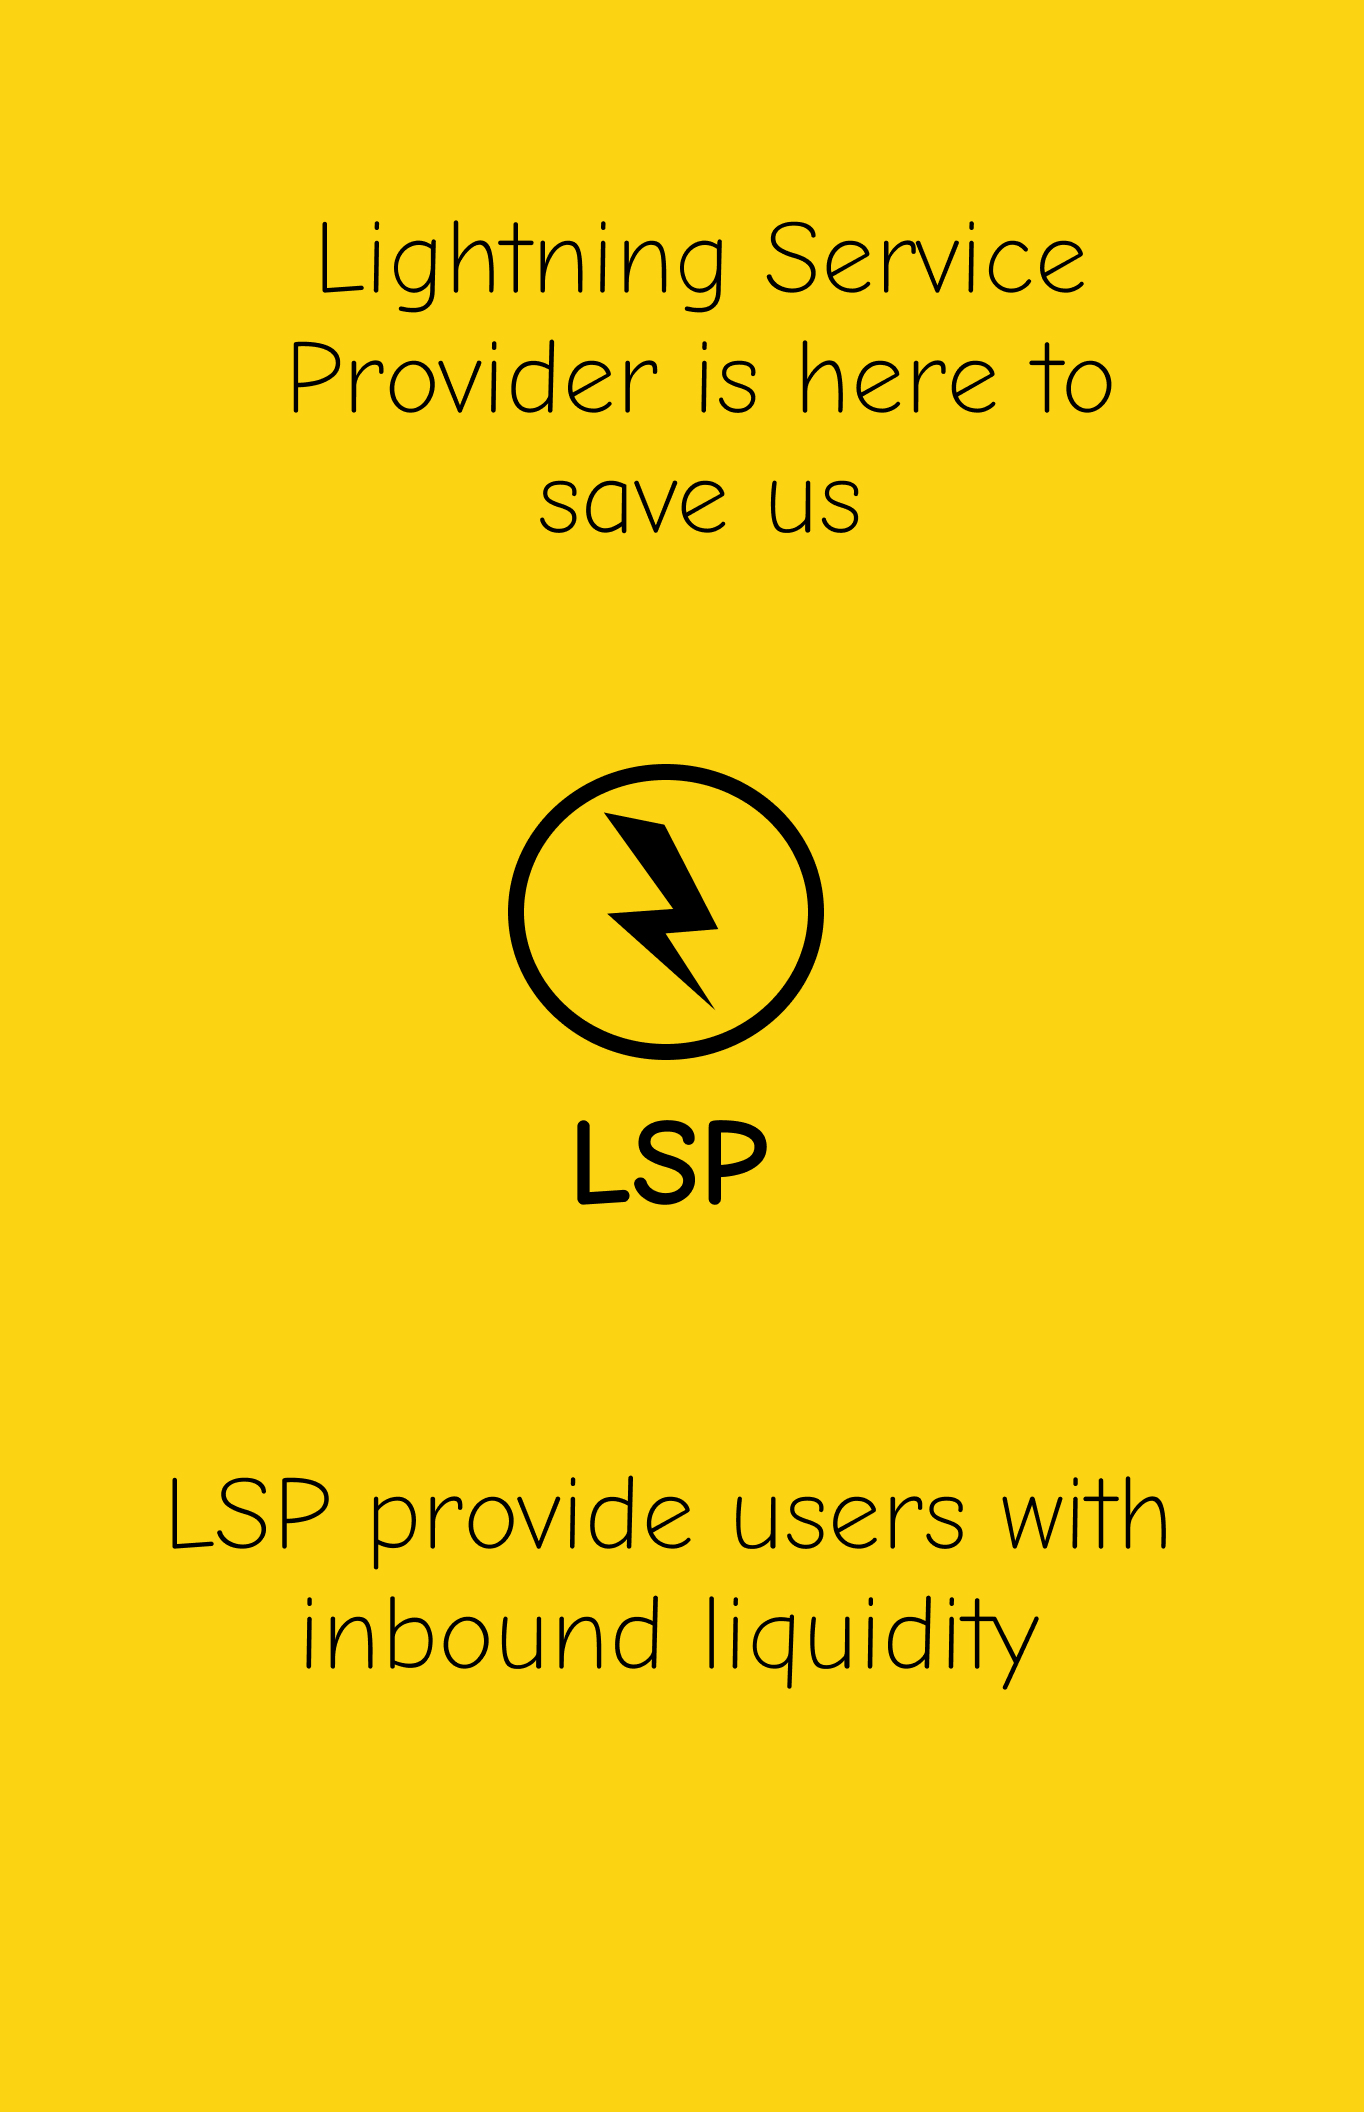 Lightning Service
Provider is here to
save us
LSP
LSP provide users with
inbound liquidity